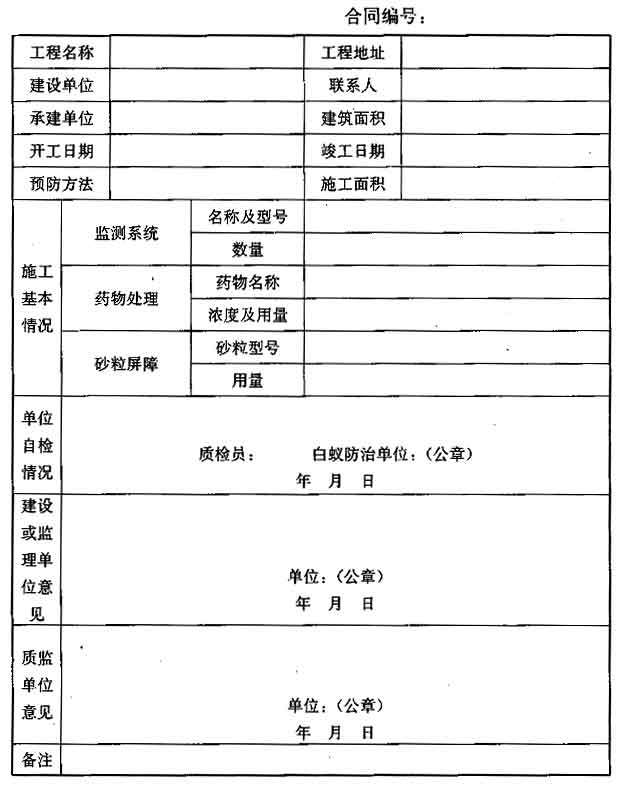 合同编号：
工程名称 工程地址
建设单位 联系人
承建单位 建筑面积
开工日期 竣工日期
预防方法 施工面积
施工基本情况
监测系统 名称及型号
数量
药物处理 药物名称
浓度及用量
砂粒屏障 砂粒型号
用量
单位
自检
情况
质检员： 白蚁防治单位：（公章）
年 月 日
建设
或监
理单
位意
见
单位：（公章）
年 月 日
质监
单位
意见
单位：（公章）
年 月 日
备注